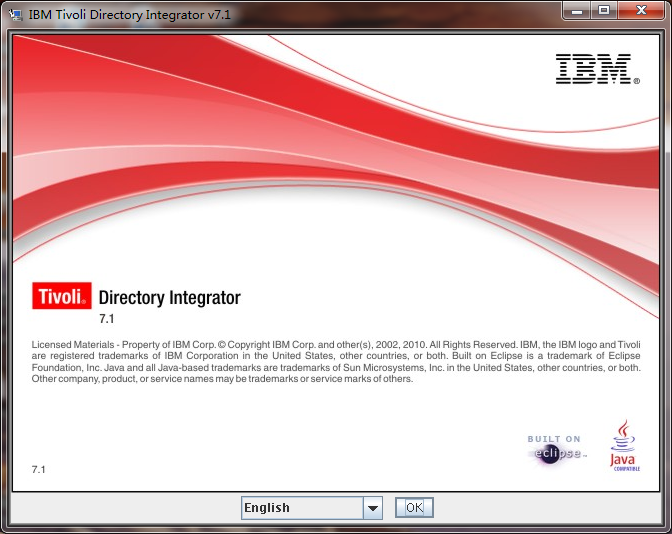 IBM Tivoli Directory Integrator v7.1
IBM®
Tivoli® Directory Integrator
7.1
Licensed Materials - Property of IBM Corp. © Copyright IBM Corp. and other(s), 2002, 2010. All Rights Reserved. IBM, the IBM logo and Tivoli
are registered trademarks of IBM Corporation in the United States, other countries, or both. Built on Eclipse is a trademark of Eclipse
Foundation, Inc. Java and all Java-based trademarks are trademarks of Sun Microsystems, Inc. in the United States, other countries, or both.
Other company, product, or service names may be trademarks or service marks of others.
BUILT ON
eclipse™
Java
COMPATIBLE
7.1
English
OK